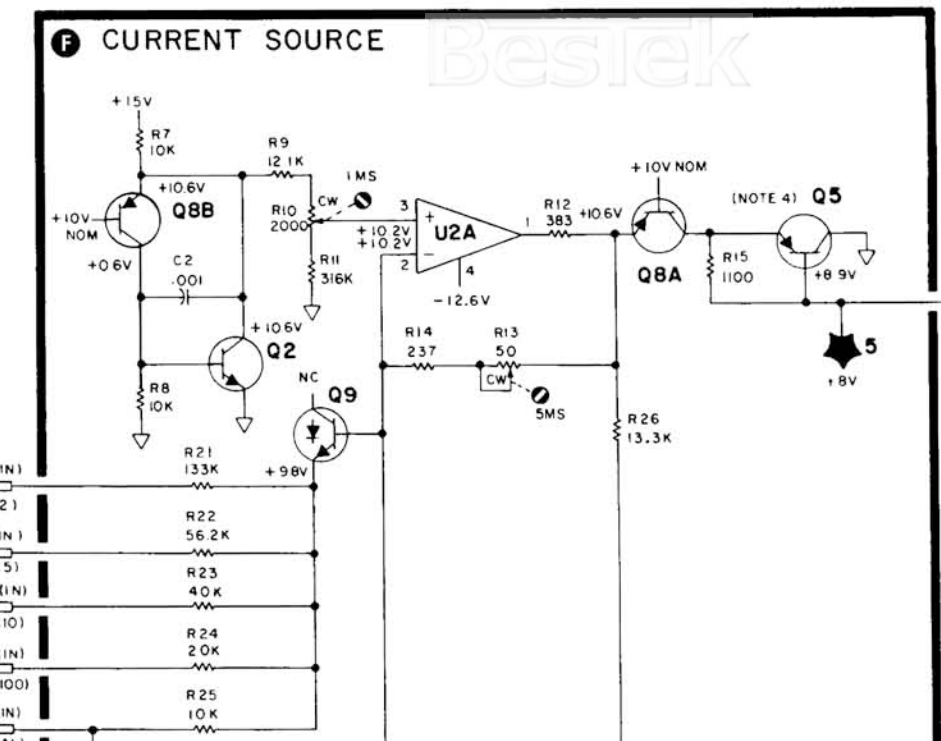 F CURRENT SOURCE
BesTek
+15V
R7
10K
R9
12.1K
1MS
+10V NOM
+10.6V
Q8B
+10V
NOM
R10
2000
CW
3
+
+10.2V
+10.2V
−
2
U2A
1
4
-12.6V
R12
383
+10.6V
Q8A
(NOTE 4)
Q5
R15
1100
+8.9V
+0.6V
C2
.001
R11
316K
+10.6V
Q2
R14
237
R13
50
CW
5MS
5
+.8V
R8
10K
NC
Q9
R26
13.3K
+9.8V
R21
133K
IN)
2)
R22
56.2K
IN)
5)
R23
40K
(IN)
10)
R24
20K
(IN)
100)
R25
10K
IN)